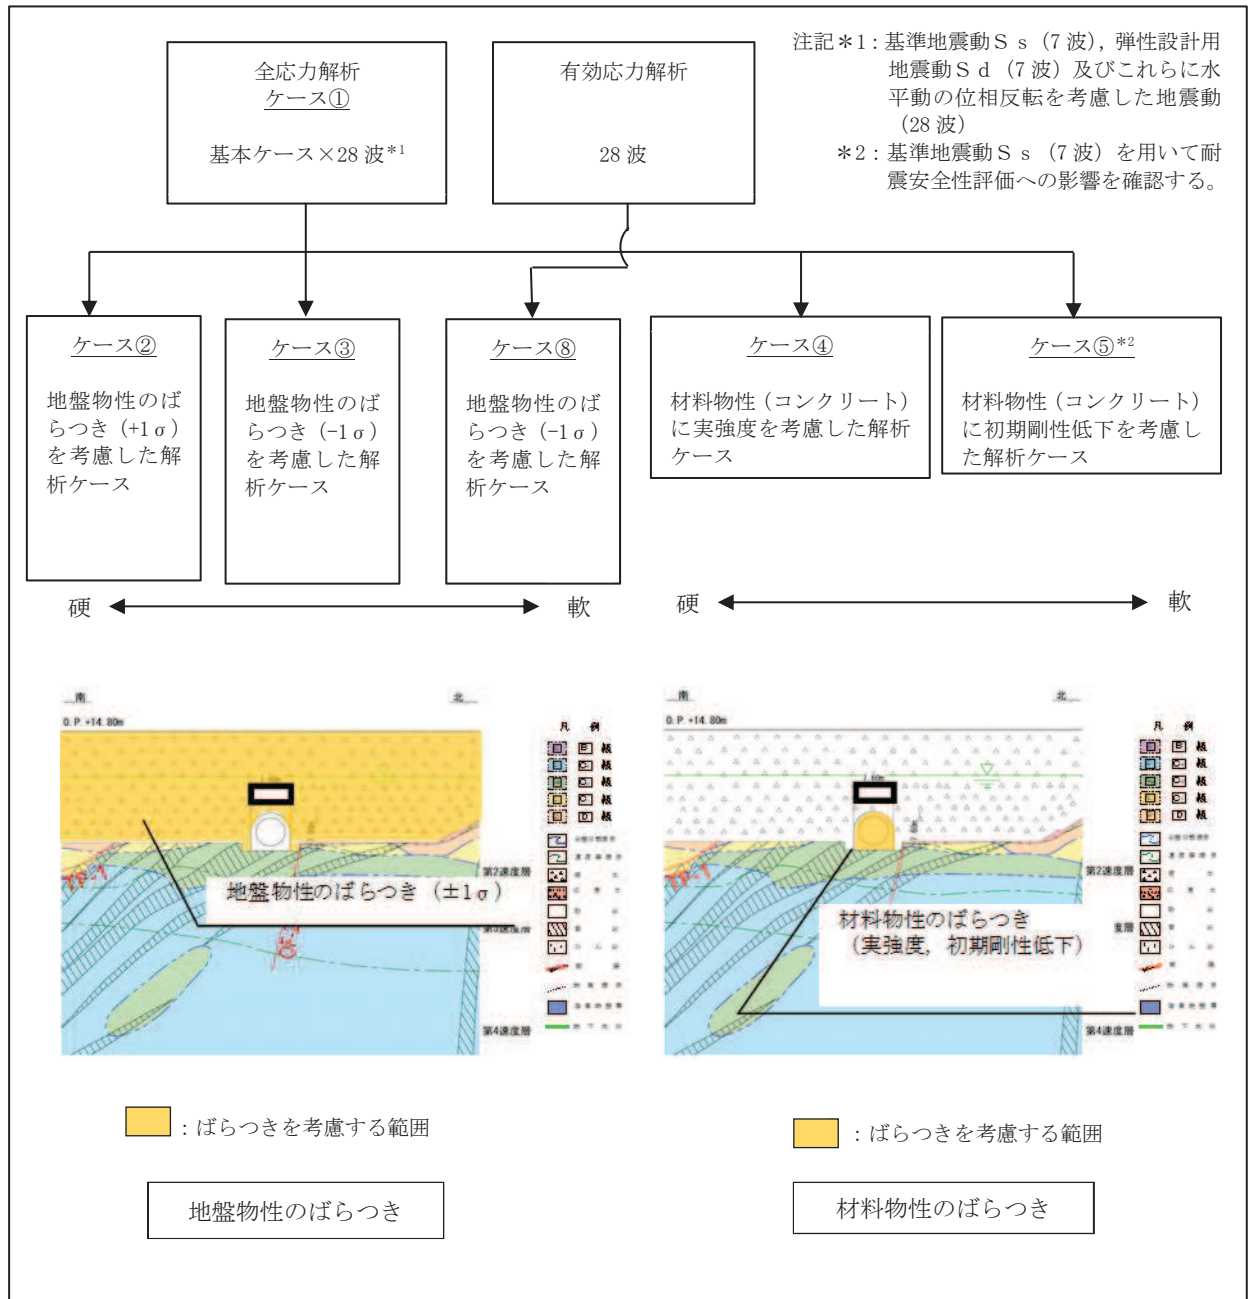 全応力解析
ケース①
基本ケース×28波*1
有効応力解析
28波
注記*1：基準地震動Ｓｓ（7波），弾性設計用
地震動Ｓｄ（7波）及びこれらに水
平動の位相反転を考慮した地震動
（28波）
*2：基準地震動Ｓｓ（7波）を用いて耐
震安全性評価への影響を確認する。
ケース②
地盤物性のば
らつき（+1σ）
を考慮した解
析ケース
ケース③
地盤物性のば
らつき（-1σ）
を考慮した解
析ケース
ケース⑧
地盤物性のば
らつき（-1σ）
を考慮した解
析ケース
ケース④
材料物性（コンクリート）
に実強度を考慮した解析
ケース
ケース⑤*2
材料物性（コンクリート）
に初期剛性低下を考慮し
た解析ケース
硬
軟
硬
軟
南
北
O.P.+14.80m
凡 例
B 級
級
級
級
D 級
第2速度層
地盤物性のばらつき（±1σ）
第4速度層
南
北
O.P.+14.80m
凡 例
B 級
級
級
級
D 級
第2速度層
材料物性のばらつき
（実強度，初期剛性低下）
度層
第4速度層
：ばらつきを考慮する範囲
：ばらつきを考慮する範囲
地盤物性のばらつき
材料物性のばらつき